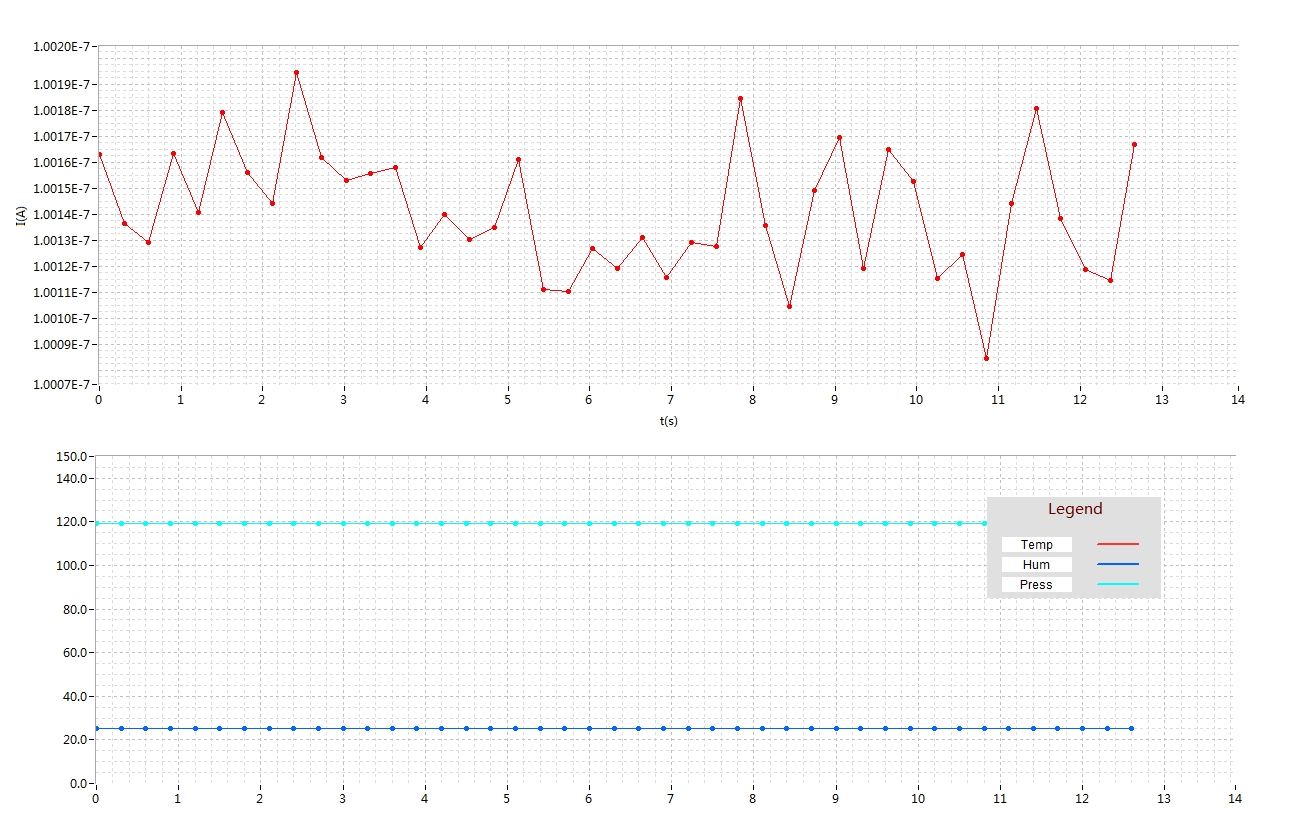 1.0020E-7
1.0019E-7
1.0018E-7
1.0017E-7
1.0016E-7
1.0015E-7
1.0014E-7
1.0013E-7
1.0012E-7
1.0011E-7
1.0010E-7
1.0009E-7
1.0007E-7
I(A)
0 1 2 3 4 5 6 7 8 9 10 11 12 13 14
t(s)
150.0
140.0
120.0
100.0
80.0
60.0
40.0
20.0
0.0
Legend
Temp
Hum
Press
0 1 2 3 4 5 6 7 8 9 10 11 12 13 14